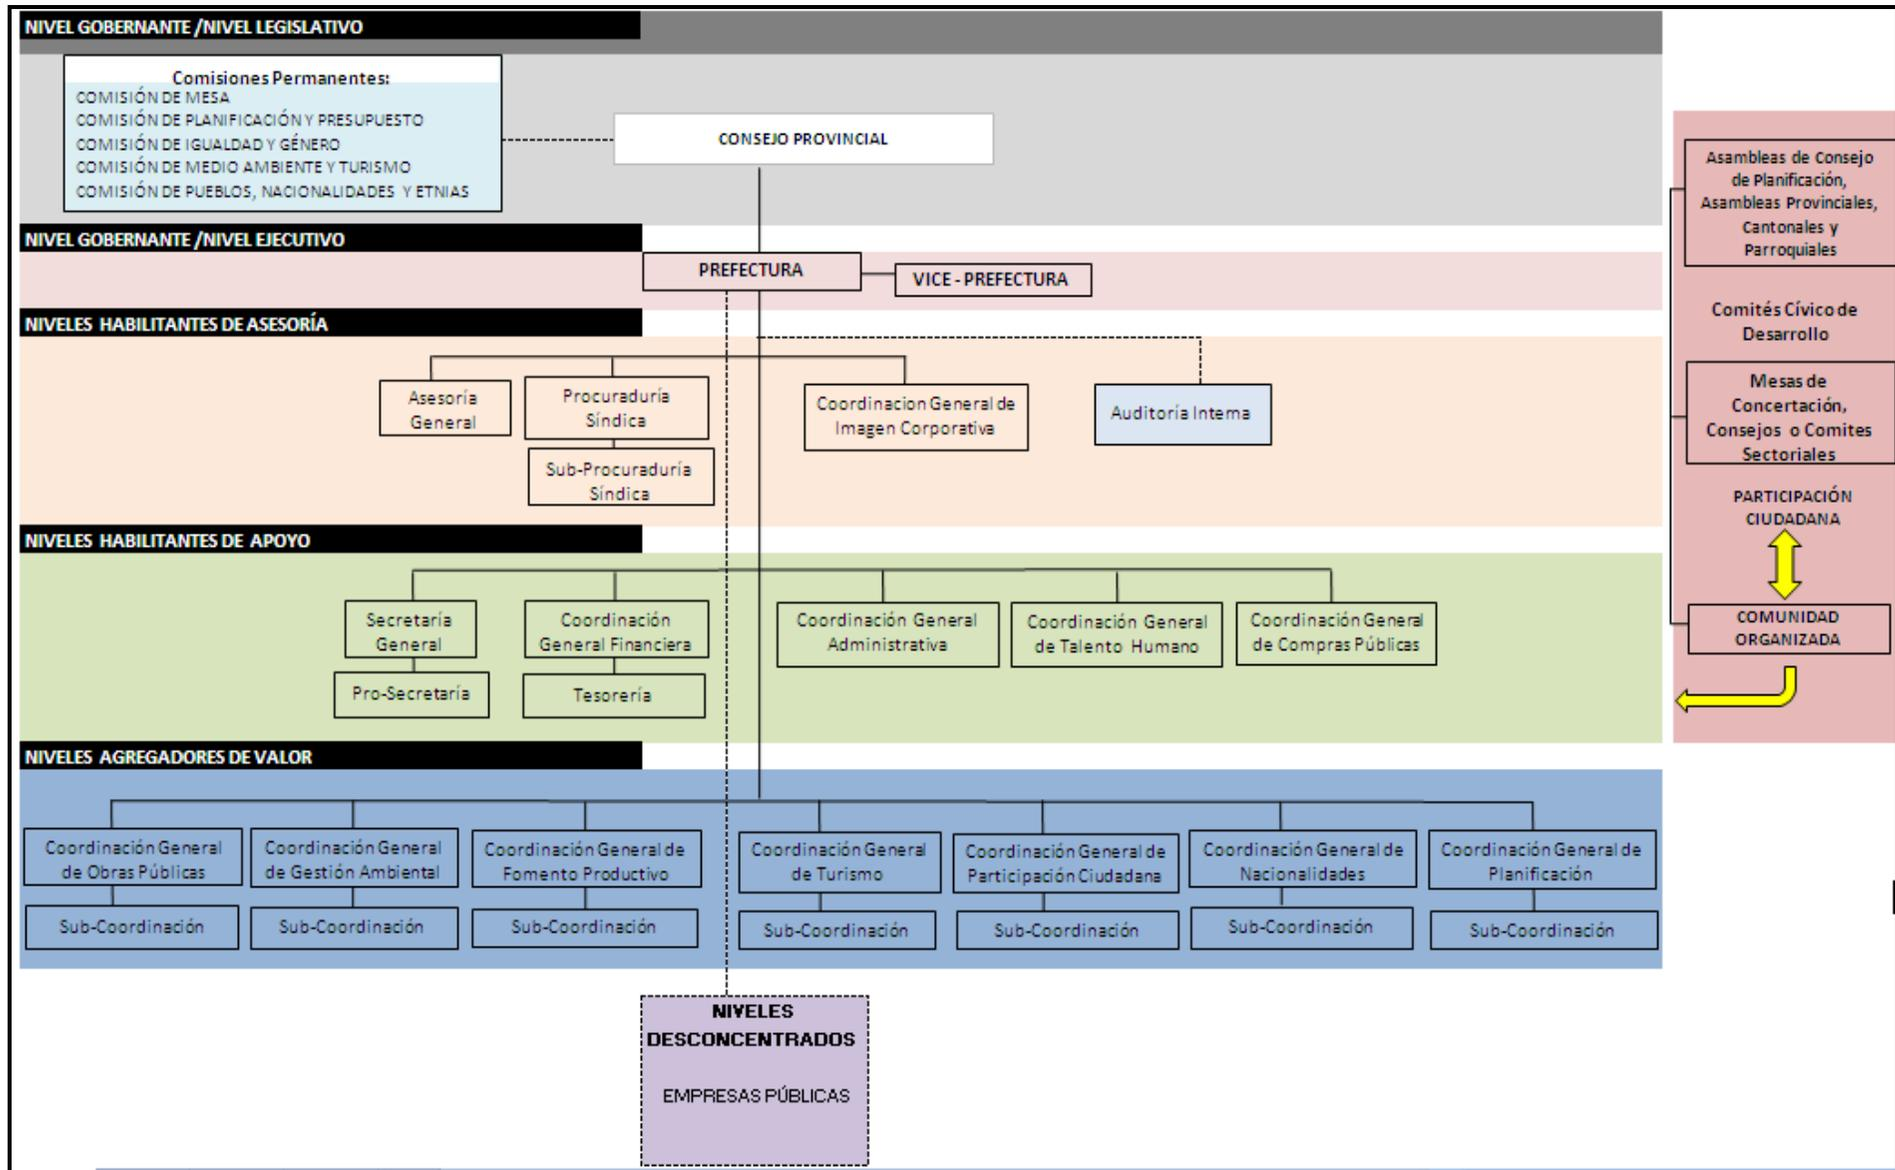 NIVEL GOBERNANTE /NIVEL LEGISLATIVO
Comisiones Permanentes:
COMISIÓN DE MESA
COMISIÓN DE PLANIFICACIÓN Y PRESUPUESTO
COMISIÓN DE IGUALDAD Y GÉNERO
COMISIÓN DE MEDIO AMBIENTE Y TURISMO
COMISIÓN DE PUEBLOS, NACIONALIDADES Y ETNIAS
CONSEJO PROVINCIAL
NIVEL GOBERNANTE /NIVEL EJECUTIVO
PREFECTURA
VICE - PREFECTURA
NIVELES HABILITANTES DE ASESORÍA
Asesoría
General
Procuraduría
Síndica
Sub-Procuraduría
Síndica
Coordinacion General de
Imagen Corporativa
Auditoría Interna
NIVELES HABILITANTES DE APOYO
Secretaría
General
Pro-Secretaría
Coordinación
General Financiera
Tesorería
Coordinación General
Administrativa
Coordinación General
de Talento Humano
Coordinación General
de Compras Públicas
NIVELES AGREGADORES DE VALOR
Coordinación General
de Obras Públicas
Sub-Coordinación
Coordinación General
de Gestión Ambiental
Sub-Coordinación
Coordinación General de
Fomento Productivo
Sub-Coordinación
Coordinación General
de Turismo
Sub-Coordinación
Coordinación General de
Participación Ciudadana
Sub-Coordinación
Coordinación General de
Nacionalidades
Sub-Coordinación
Coordinación General de
Planificación
Sub-Coordinación
NIVELES
DESCONCENTRADOS
EMPRESAS PÚBLICAS
Asambleas de Consejo
de Planificación,
Asambleas Provinciales,
Cantonales y
Parroquiales
Comités Cívico de
Desarrollo
Mesas de
Concertación,
Consejos o Comites
Sectoriales
PARTICIPACIÓN
CIUDADANA
COMUNIDAD
ORGANIZADA